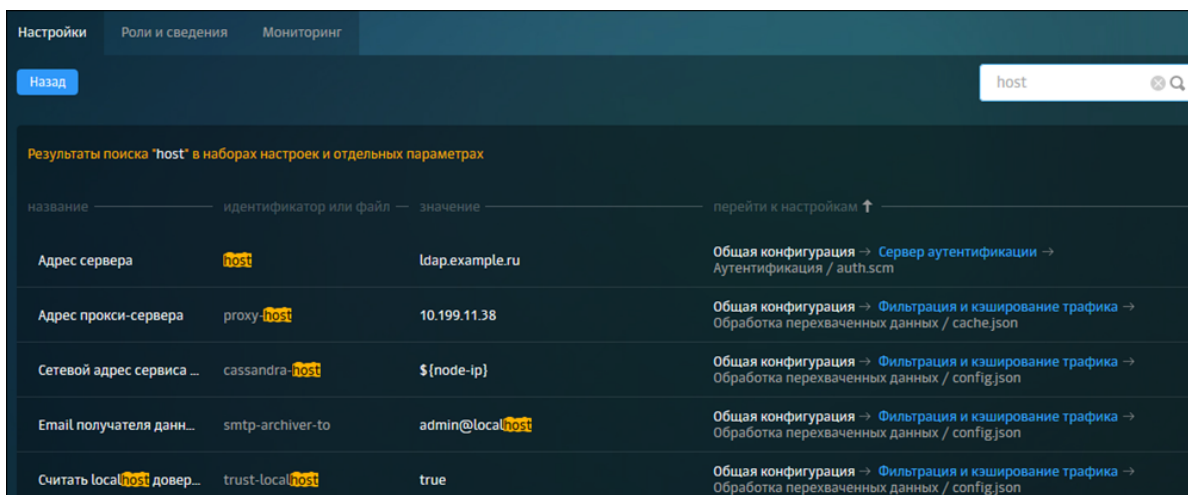 Настройки Роли и сведения Мониторинг
Назад host
Результаты поиска "host" в наборах настроек и отдельных параметрах
название идентификатор или файл значение перейти к настройкам ↑
Адрес сервера host ldap.example.ru Общая конфигурация → Сервер аутентификации →
Аутентификация / auth.scm
Адрес прокси-сервера proxy-host 10.199.11.38 Общая конфигурация → Фильтрация и кэширование трафика →
Обработка перехваченных данных / cache.json
Сетевой адрес сервиса ... cassandra-host ${node-ip} Общая конфигурация → Фильтрация и кэширование трафика →
Обработка перехваченных данных / config.json
Email получателя данн... smtp-archiver-to admin@localhost Общая конфигурация → Фильтрация и кэширование трафика →
Обработка перехваченных данных / config.json
Считать localhost довер... trust-localhost true Общая конфигурация → Фильтрация и кэширование трафика →
Обработка перехваченных данных / config.json